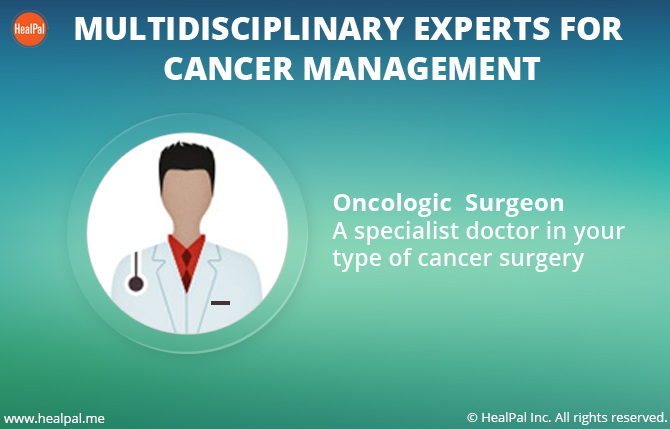 HealPal
MULTIDISCIPLINARY EXPERTS FOR
CANCER MANAGEMENT
Oncologic Surgeon
A specialist doctor in your
type of cancer surgery
www.healpal.me
© HealPal Inc. All rights reserved.